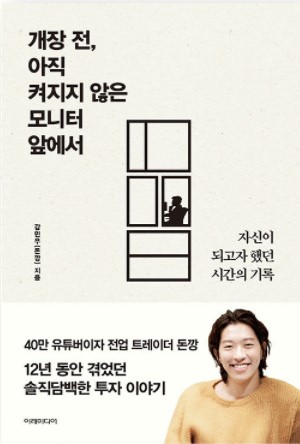 개장 전,
아직
켜지지 않은
모니터
앞에서
강민우(돈깡) 지음
자신이
되고자 했던
시간의 기록
40만 유튜버이자 전업 트레이더 돈깡
12년 동안 겪었던
솔직담백한 투자 이야기
이레미디어